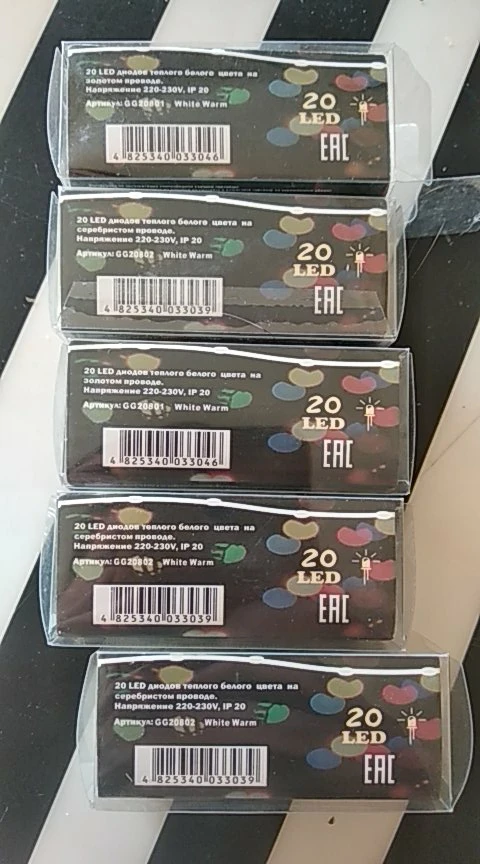 20 LED диодов теплого белого цвета на
золотом проводе.
Напряжение 220-230V, IP 20
Артикул: GG20801 White Warm
4 825340 033046
20
LED
EAC
20 LED диодов теплого белого цвета на
серебристом проводе.
Напряжение 220-230V, IP 20
Артикул: GG20802 White Warm
4 825340 033039
20
LED
EAC
20 LED диодов теплого белого цвета на
золотом проводе.
Напряжение 220-230V, IP 20
Артикул: GG20801 White Warm
4 825340 033046
20
LED
EAC
20 LED диодов теплого белого цвета на
серебристом проводе.
Напряжение 220-230V, IP 20
Артикул: GG20802 White Warm
4 825340 033039
20
LED
EAC
20 LED диодов теплого белого цвета на
серебристом проводе.
Напряжение 220-230V, IP 20
Артикул: GG20802 White Warm
4 825340 033039
20
LED
EAC